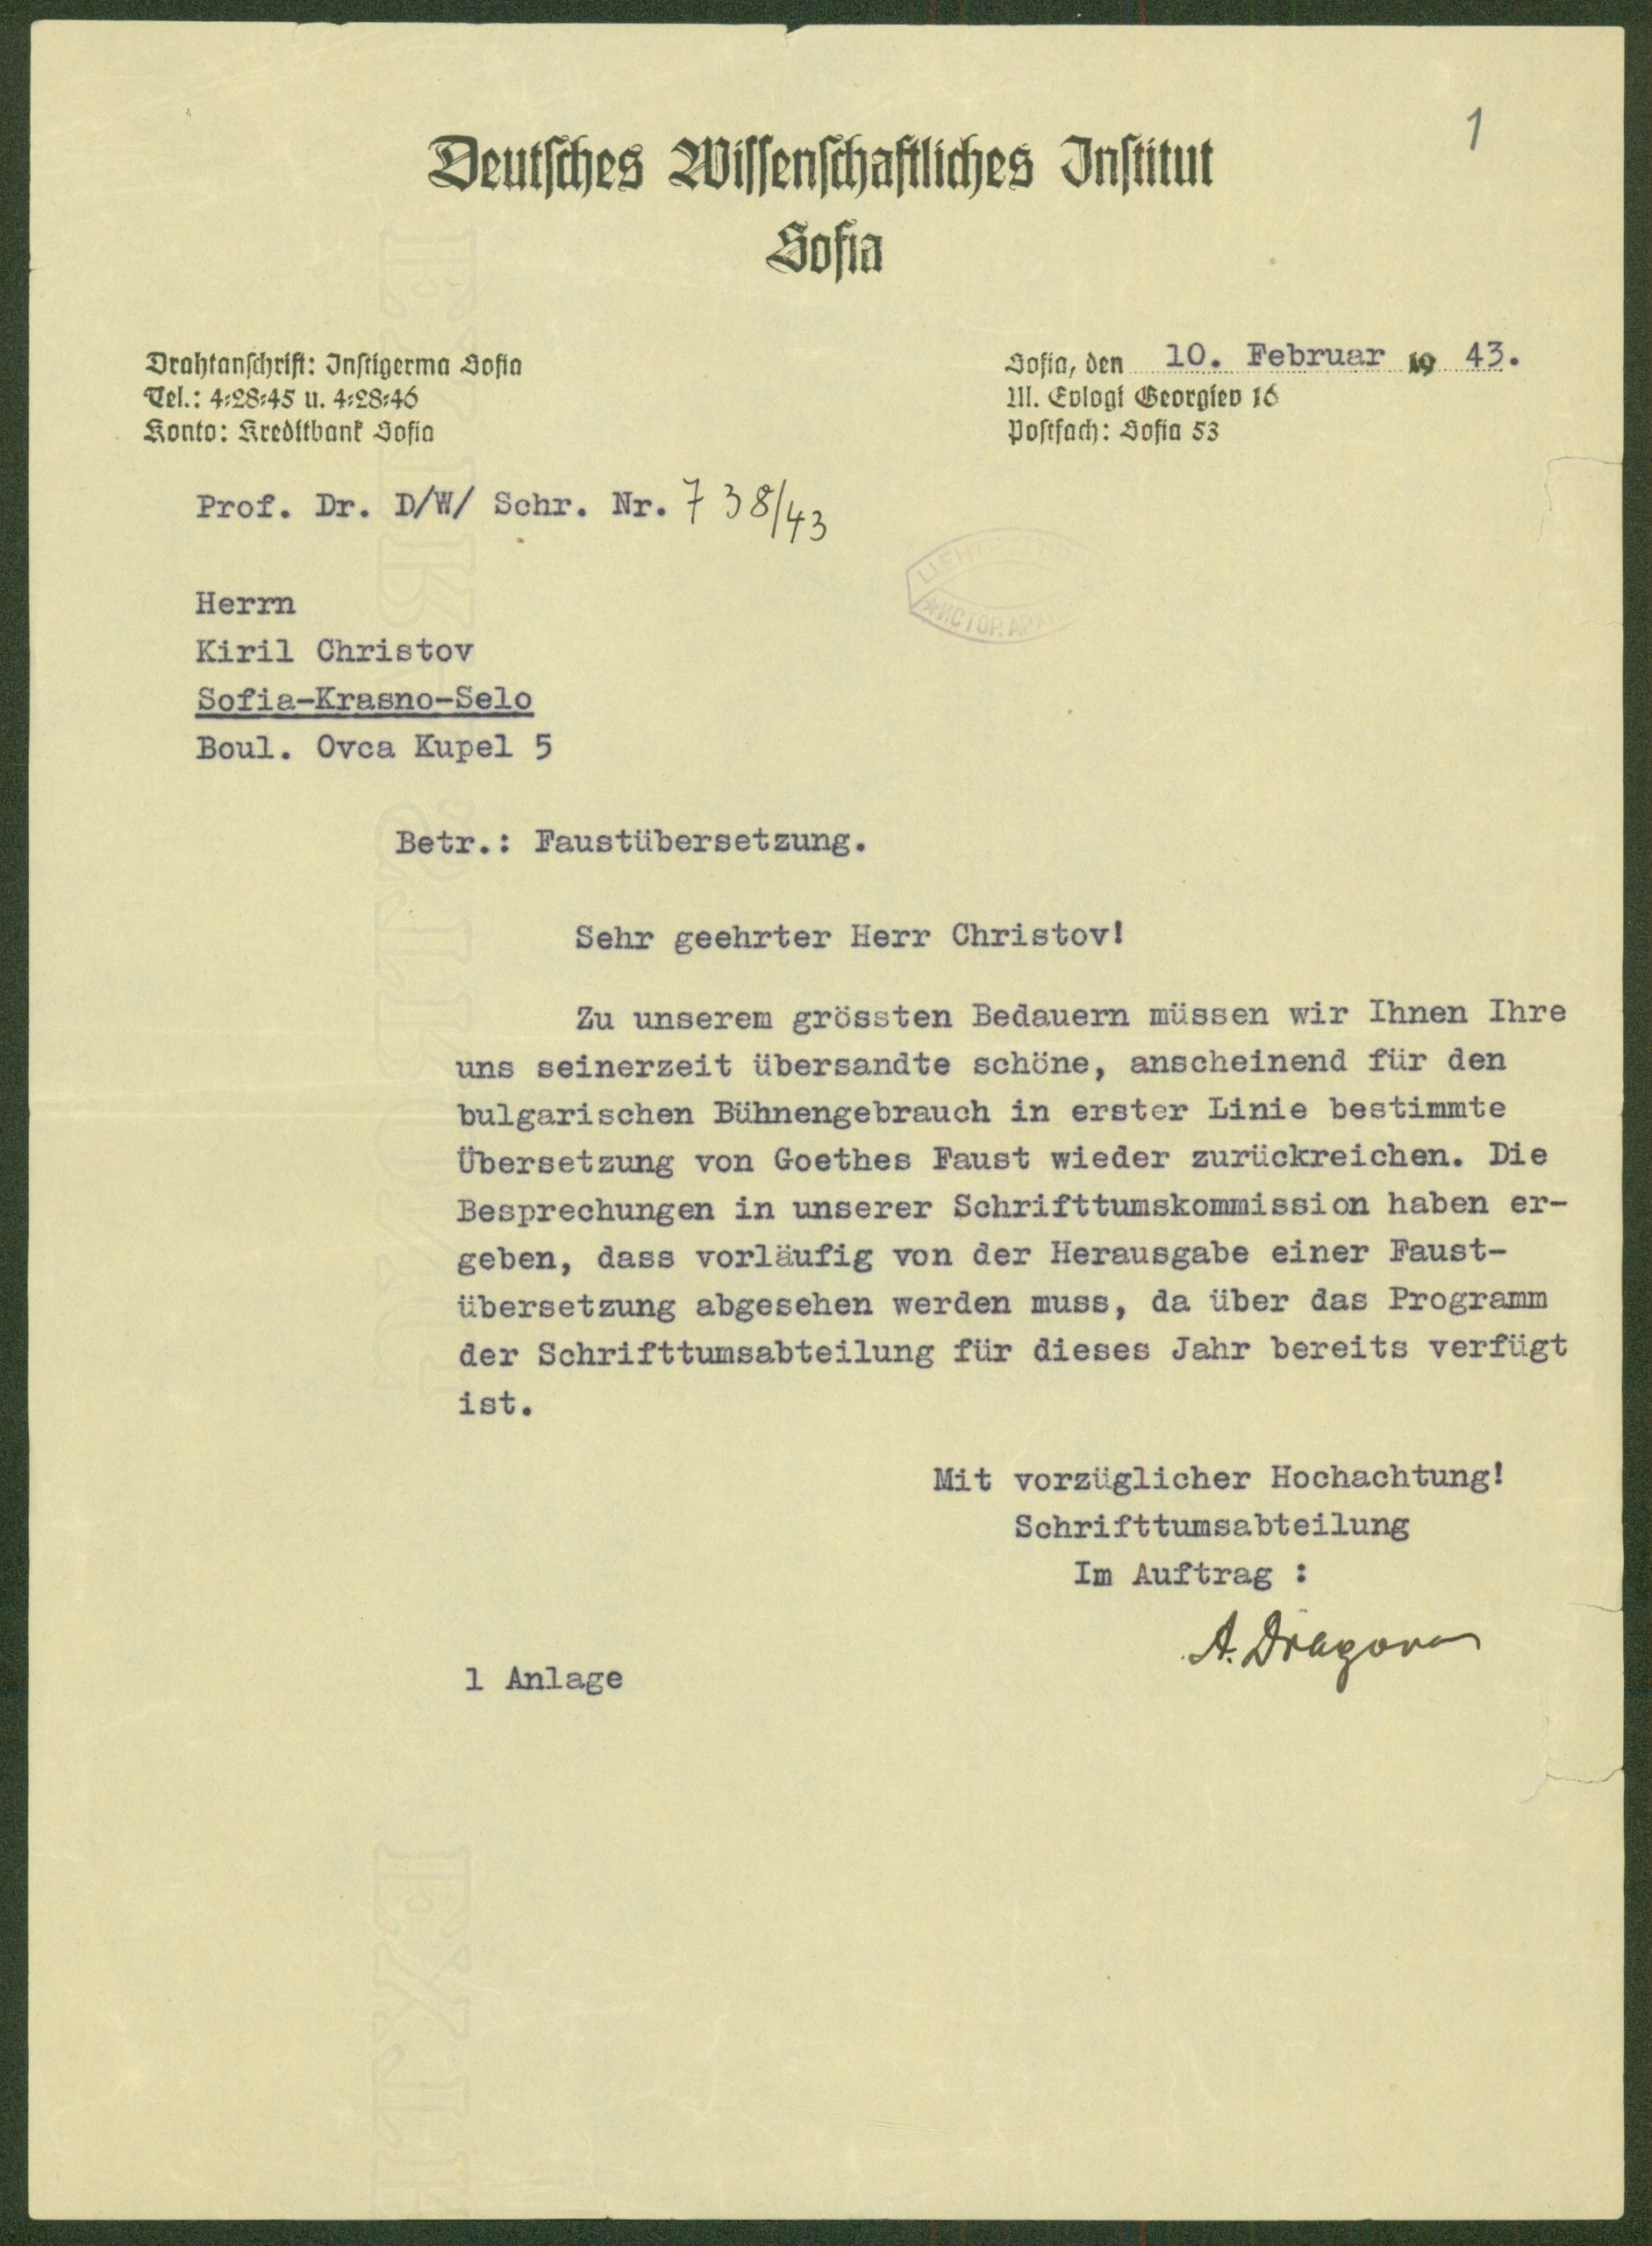 1
Deutsches Wissenschaftliches Institut
Sofia
Drahtanschrift: Instigerma Sofia
Tel.: 4-28-45 u. 4-28-46
Konto: Kreditbank Sofia
Sofia, den 10. Februar 19 43.
Ul. Evlogi Georgiev 16
Postfach: Sofia 53
Prof. Dr. D/W/ Schr. Nr. 738/43
Herrn
Kiril Christov
Sofia-Krasno-Selo
Boul. Ovca Kupel 5
Betr.: Faustübersetzung.
Sehr geehrter Herr Christov!
Zu unserem grössten Bedauern müssen wir Ihnen Ihre
uns seinerzeit übersandte schöne, anscheinend für den
bulgarischen Bühnengebrauch in erster Linie bestimmte
Übersetzung von Goethes Faust wieder zurückreichen. Die
Besprechungen in unserer Schrifttumskommission haben er-
geben, dass vorläufig von der Herausgabe einer Faust-
übersetzung abgesehen werden muss, da über das Programm
der Schrifttumsabteilung für dieses Jahr bereits verfügt
ist.
Mit vorzüglicher Hochachtung!
Schrifttumsabteilung
Im Auftrag :
A. Dragova
1 Anlage